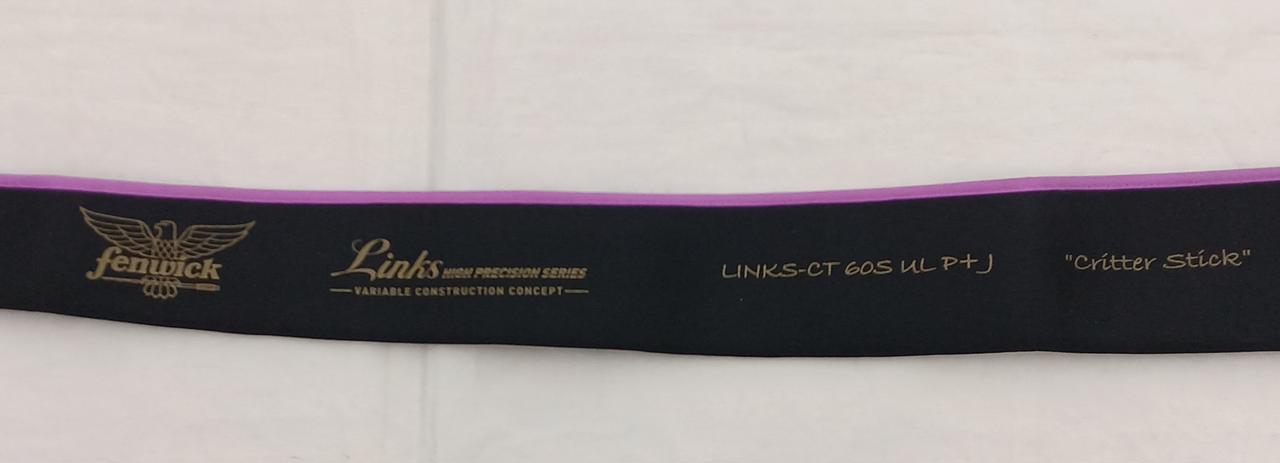 fenwick
Links HIGH PRECISION SERIES
VARIABLE CONSTRUCTION CONCEPT
LINKS-CT 60S UL P+J
"Critter Stick"